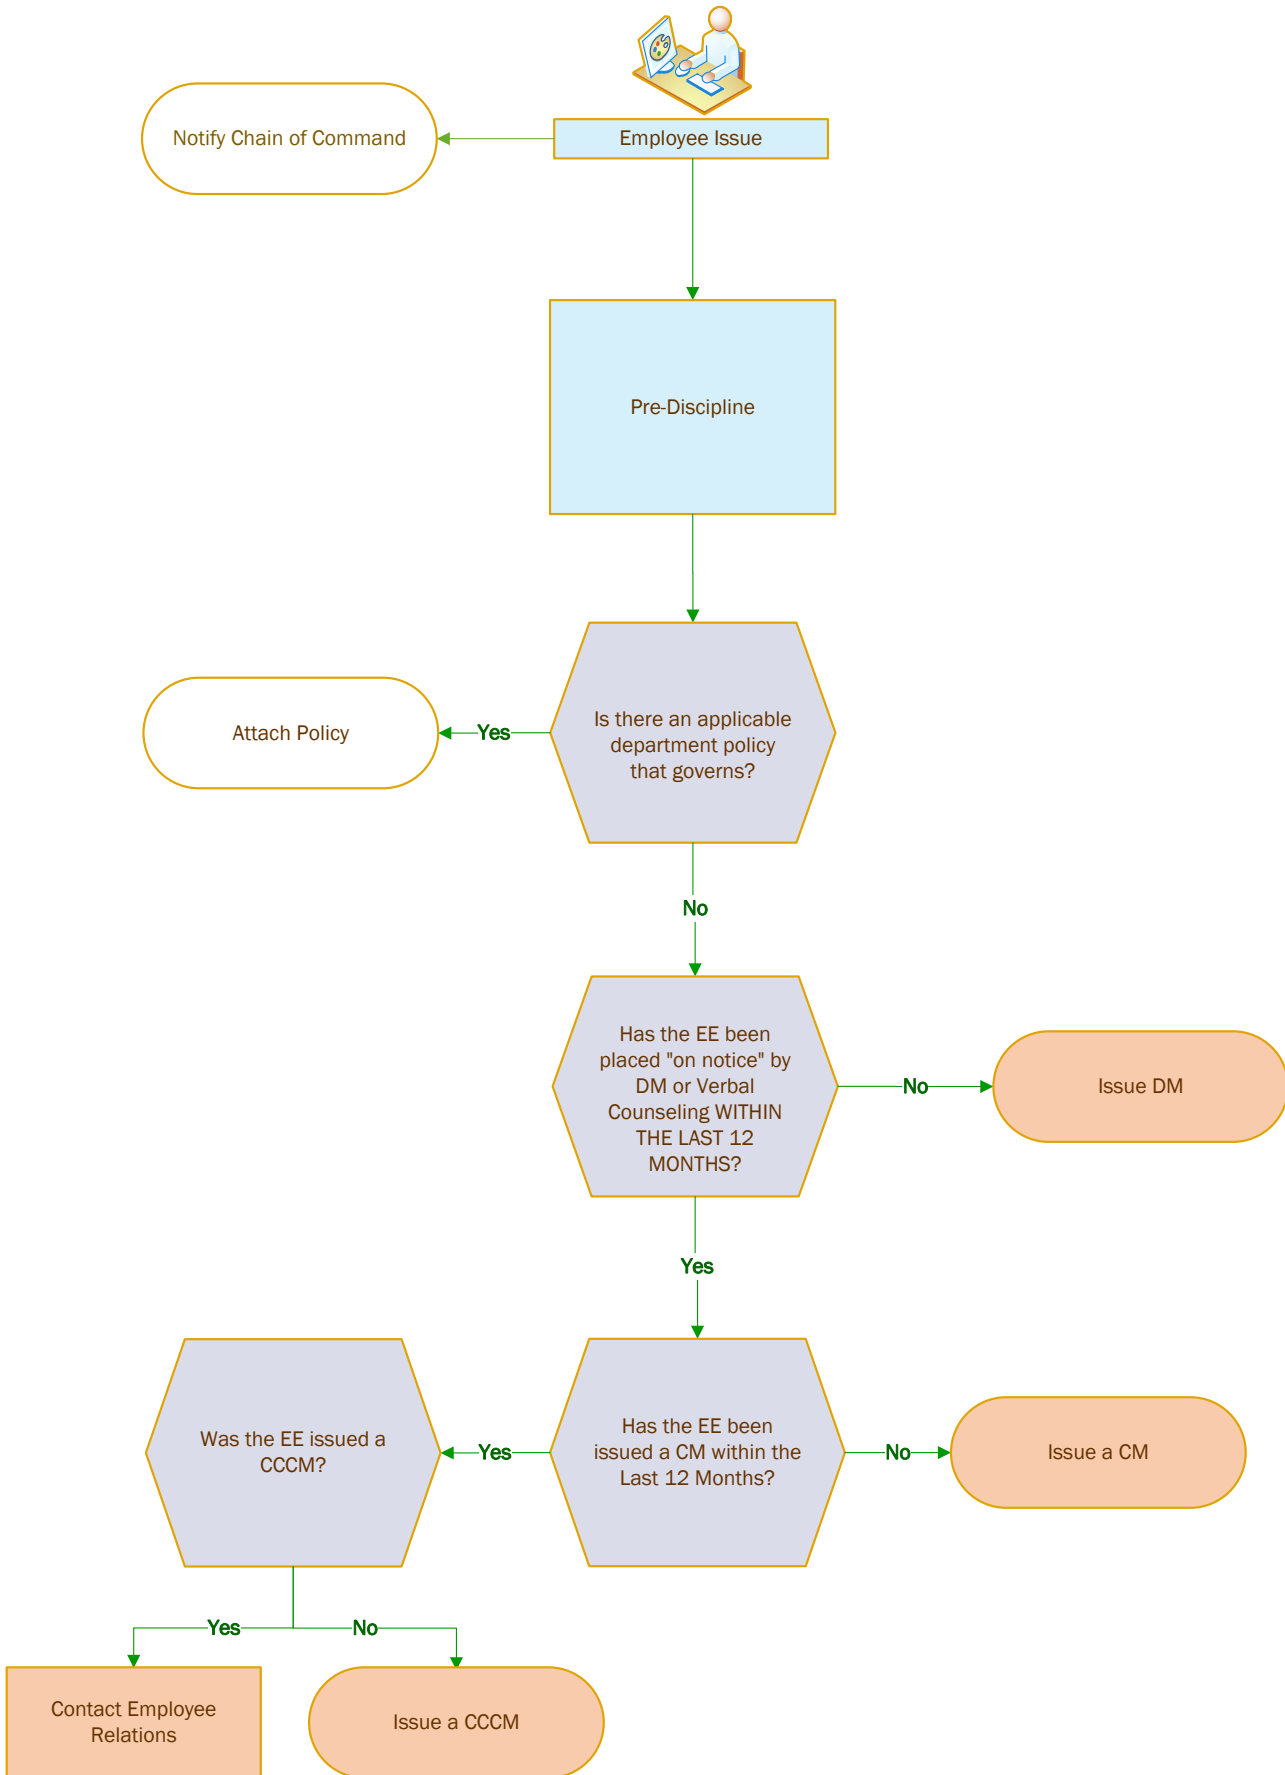 Employee Issue
Notify Chain of Command
Pre-Discipline
Is there an applicable
department policy
that governs?
Yes
Attach Policy
No
Has the EE been
placed "on notice" by
DM or Verbal
Counseling WITHIN
THE LAST 12
MONTHS?
No
Issue DM
Yes
Has the EE been
issued a CM within the
Last 12 Months?
No
Issue a CM
Yes
Was the EE issued a
CCCM?
Yes
No
Contact Employee
Relations
Issue a CCCM